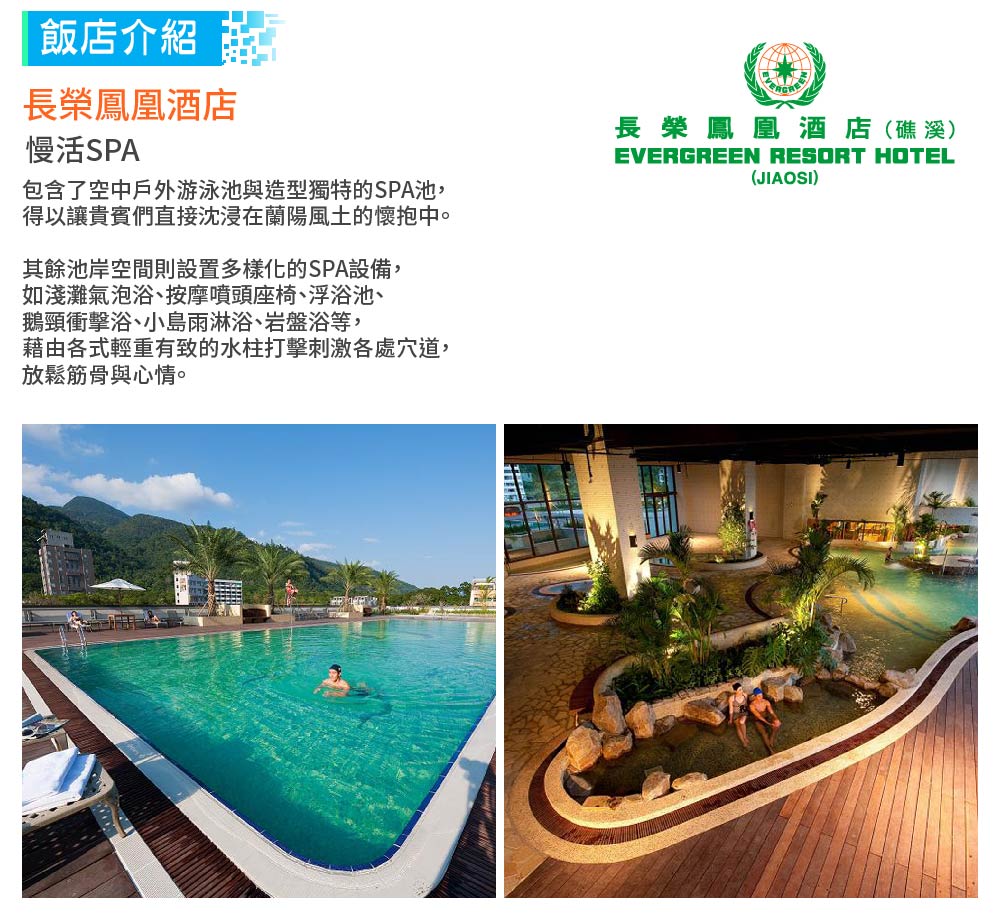 飯店介紹
長榮鳳凰酒店
慢活SPA
包含了空中戶外游泳池與造型獨特的SPA池，
得以讓貴賓們直接沈浸在蘭陽風土的懷抱中。
其餘池岸空間則設置多樣化的SPA設備，
如淺灘氣泡浴、按摩噴頭座椅、浮浴池、
鵝頸衝擊浴、小島雨淋浴、岩盤浴等，
藉由各式輕重有致的水柱打擊刺激各處穴道，
放鬆筋骨與心情。
EVERGREEN
長榮鳳凰酒店（礁溪）
EVERGREEN RESORT HOTEL
(JIAOSI)